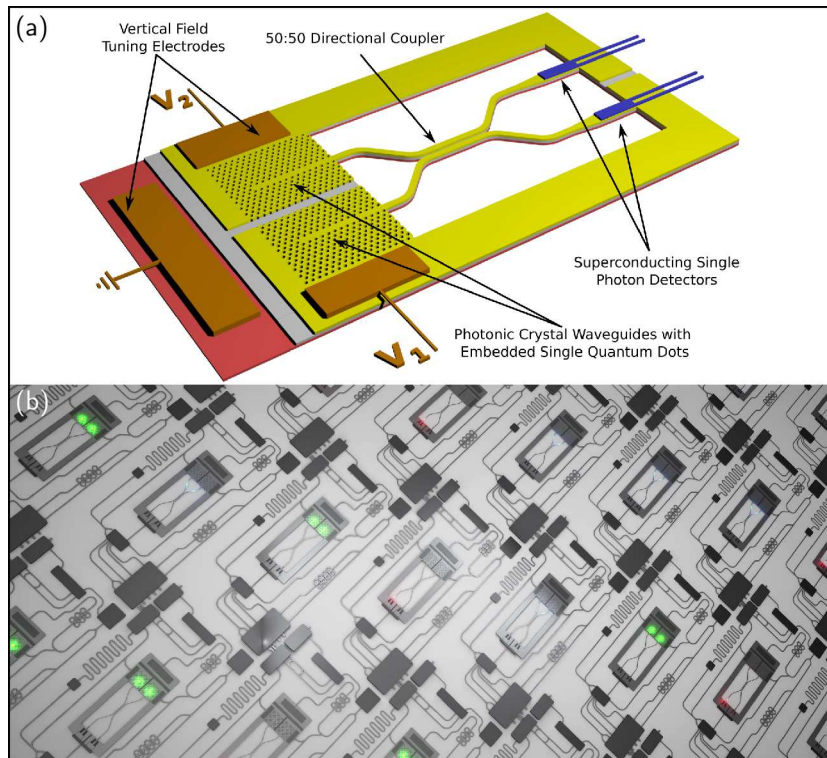 (a)
Vertical Field
Tuning Electrodes
50:50 Directional Coupler
V2
V1
Superconducting Single
Photon Detectors
Photonic Crystal Waveguides with
Embedded Single Quantum Dots
(b)